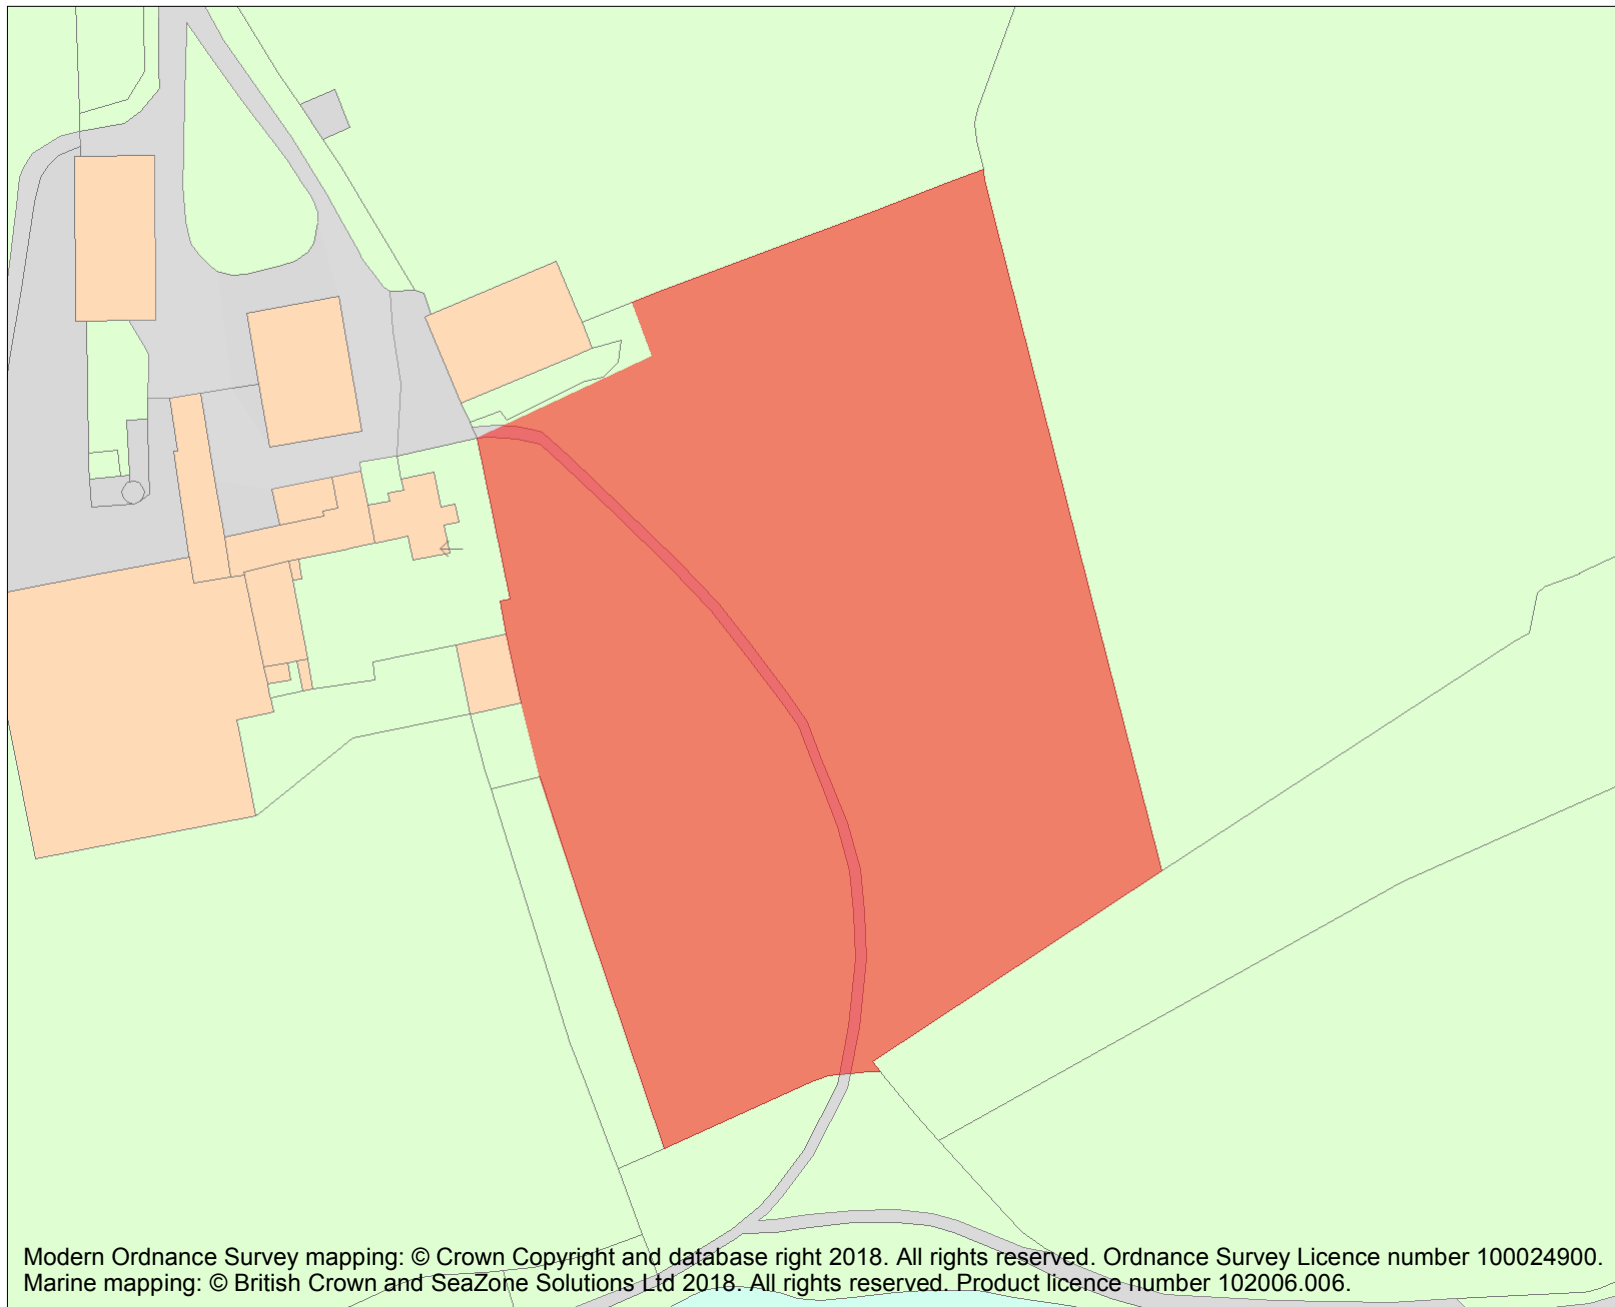 Modern Ordnance Survey mapping: © Crown Copyright and database right 2018. All rights reserved. Ordnance Survey Licence number 100024900.
Marine mapping: © British Crown and SeaZone Solutions Ltd 2018. All rights reserved. Product licence number 102006.006.